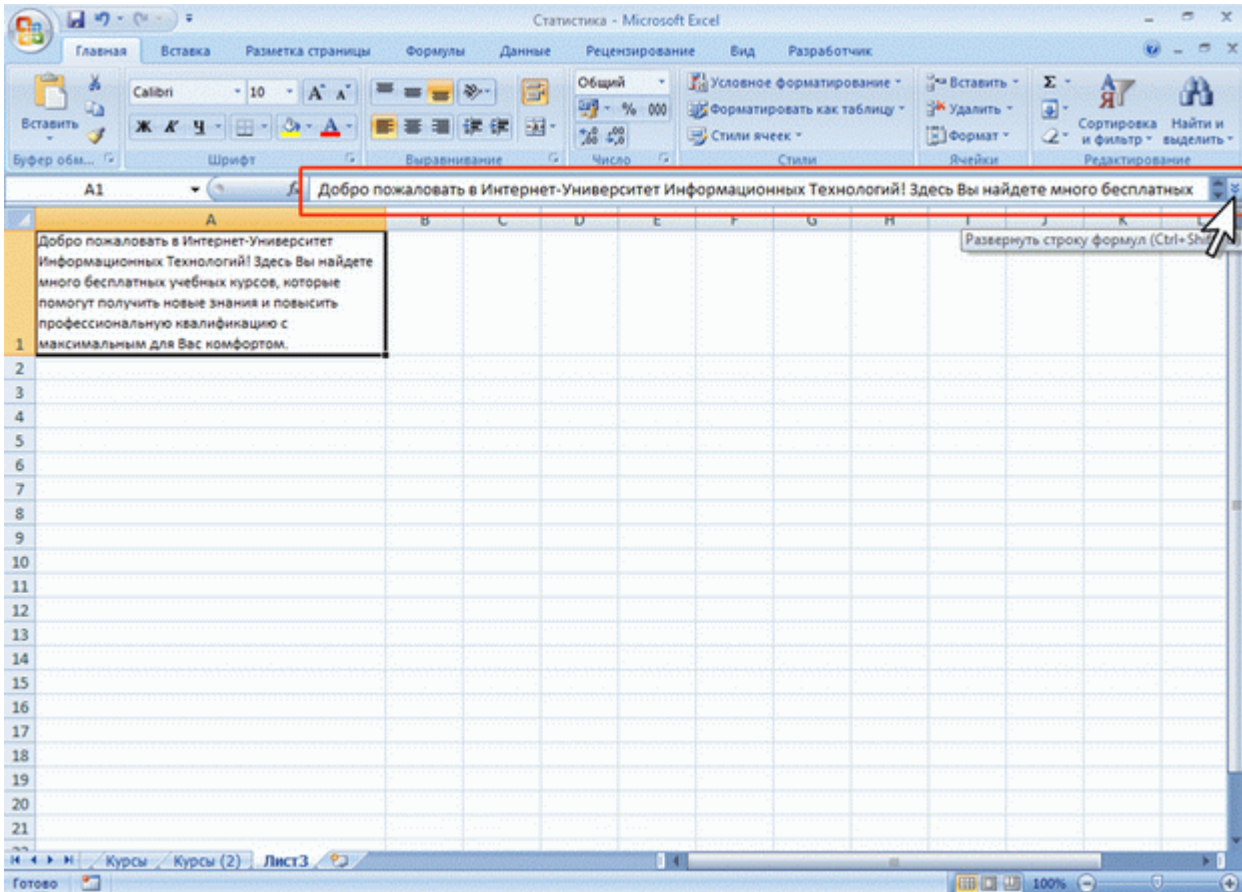 Статистика - Microsoft Excel
Главная Вставка Разметка страницы Формулы Данные Рецензирование Вид Разработчик
Вставить
Calibri 10
Ж К Ч
Общий
% 000
Условное форматирование
Форматировать как таблицу
Стили ячеек
Вставить
Удалить
Формат
Σ
Сортировка и фильтр
Найти и выделить
Буфер обм... Шрифт Выравнивание Число Стили Ячейки Редактирование
A1 Добро пожаловать в Интернет-Университет Информационных Технологий! Здесь Вы найдете много бесплатных
A B C D E F G H I J K L
Развернуть строку формул (Ctrl+Shi
Добро пожаловать в Интернет-Университет
Информационных Технологий! Здесь Вы найдете
много бесплатных учебных курсов, которые
помогут получить новые знания и повысить
профессиональную квалификацию с
1 максимальным для Вас комфортом.
2
3
4
5
6
7
8
9
10
11
12
13
14
15
16
17
18
19
20
21
Курсы Курсы (2) Лист3
Готово 100%